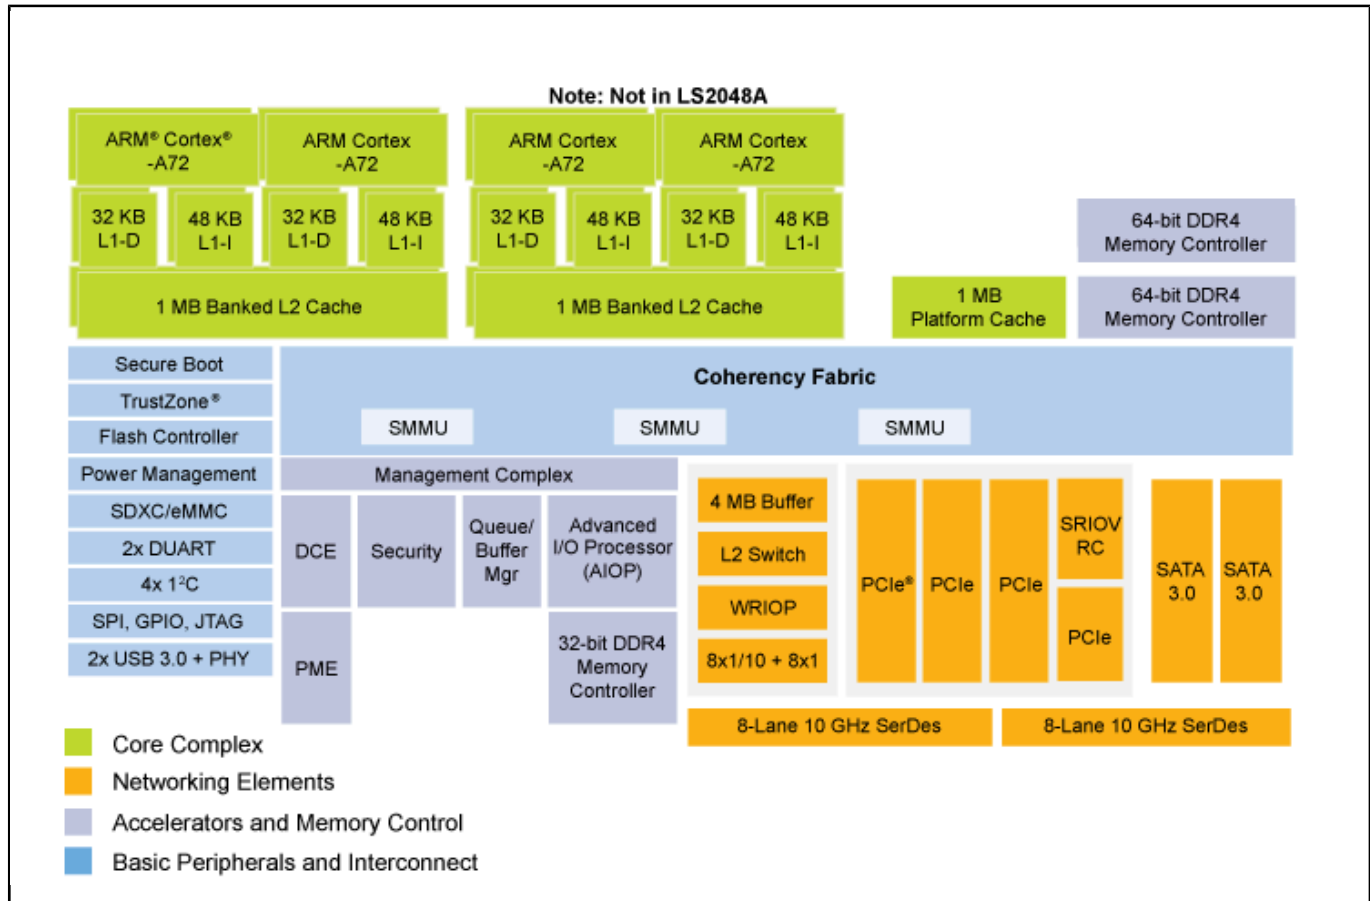 Note: Not in LS2048A
ARM® Cortex®
-A72
ARM Cortex
-A72
ARM Cortex
-A72
ARM Cortex
-A72
32 KB
L1-D
48 KB
L1-I
32 KB
L1-D
48 KB
L1-I
32 KB
L1-D
48 KB
L1-I
32 KB
L1-D
48 KB
L1-I
64-bit DDR4
Memory Controller
1 MB Banked L2 Cache
1 MB Banked L2 Cache
1 MB
Platform Cache
64-bit DDR4
Memory Controller
Secure Boot
TrustZone®
Flash Controller
Power Management
SDXC/eMMC
2x DUART
4x 1²C
SPI, GPIO, JTAG
2x USB 3.0 + PHY
Coherency Fabric
SMMU
SMMU
SMMU
Management Complex
DCE
Security
Queue/
Buffer
Mgr
Advanced
I/O Processor
(AIOP)
PME
32-bit DDR4
Memory
Controller
4 MB Buffer
L2 Switch
WRIOP
8x1/10 + 8x1
PCIe®
PCIe
PCIe
SRIOV
RC
PCIe
SATA
3.0
SATA
3.0
8-Lane 10 GHz SerDes
8-Lane 10 GHz SerDes
Core Complex
Networking Elements
Accelerators and Memory Control
Basic Peripherals and Interconnect